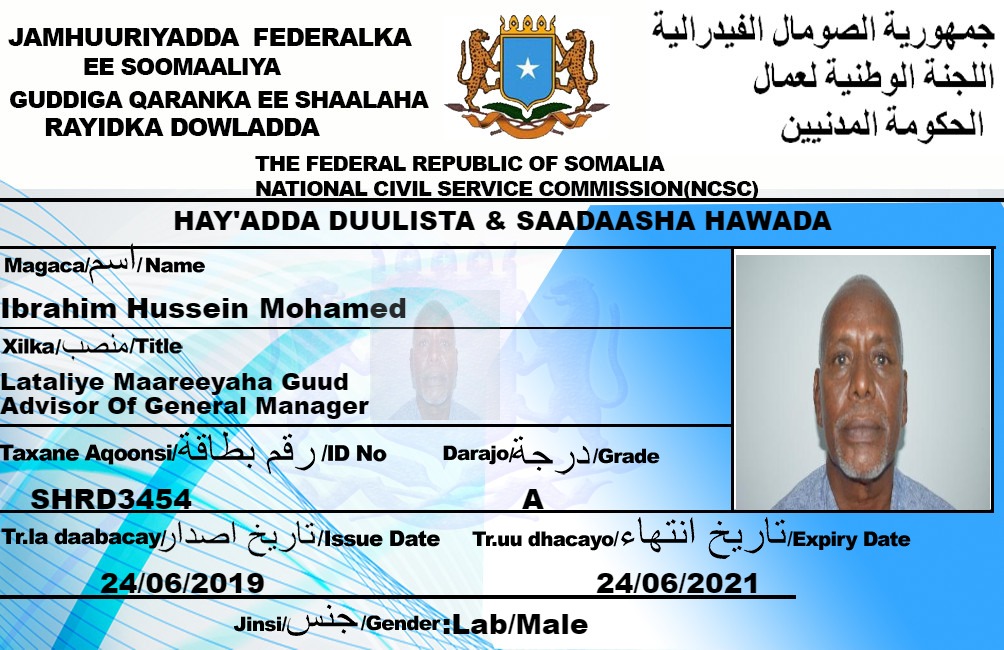 JAMHUURIYADDA FEDERALKA
EE SOOMAALIYA
GUDDIGA QARANKA EE SHAALAHA
RAYIDKA DOWLADDA
جمهورية الصومال الفيدرالية
اللجنة الوطنية لعمال
الحكومة المدنيين
THE FEDERAL REPUBLIC OF SOMALIA
NATIONAL CIVIL SERVICE COMMISSION(NCSC)
HAY'ADDA DUULISTA & SAADAASHA HAWADA
Magaca/اسم/Name
Ibrahim Hussein Mohamed
Xilka/منصب/Title
Lataliye Maareeyaha Guud
Advisor Of General Manager
Taxane Aqoonsi/رقم بطاقة/ID No
SHRD3454
Darajo/درجة/Grade
A
Tr.la daabacay/تاريخ اصدار/Issue Date
24/06/2019
Tr.uu dhacayo/تاريخ انتهاء/Expiry Date
24/06/2021
Jinsi/جنس/Gender:Lab/Male